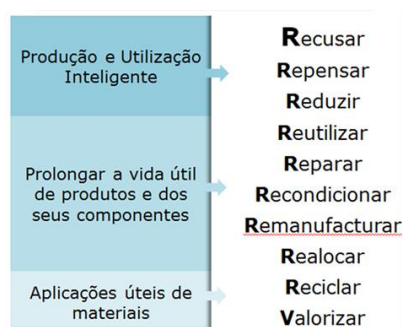 Produção e Utilização
Inteligente
Recusar
Repensar
Reduzir
Prolongar a vida útil
de produtos e dos
seus componentes
Reutilizar
Reparar
Recondicionar
Remanufacturar
Realocar
Aplicações úteis de
materiais
Reciclar
Valorizar